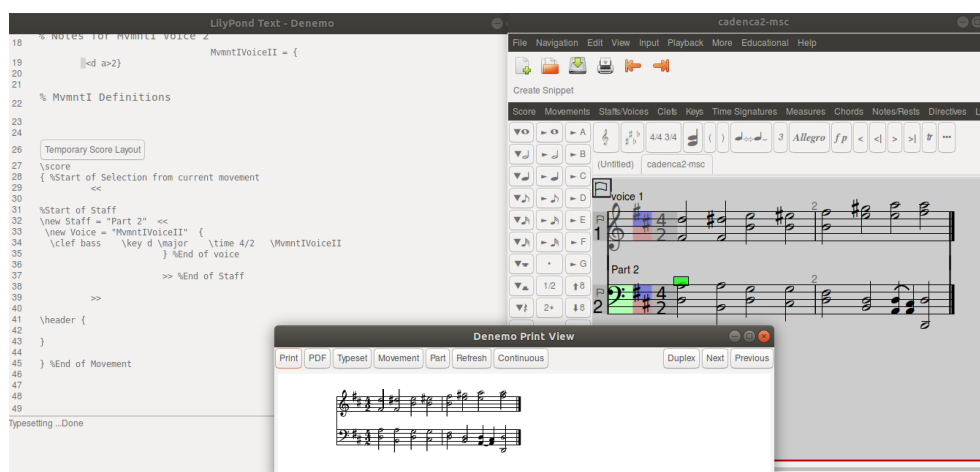 LilyPond Text - Denemo
18 % Notes for MvmntI Voice 2
MvmntIVoiceII = {
19 <d a>2}
20
21
22 % MvmntI Definitions
23
24
26 Temporary Score Layout
27 \score
28 { %Start of Selection from current movement
29 <<
30
31 %Start of Staff
32 \new Staff = "Part 2" <<
33 \new Voice = "MvmntIVoiceII" {
34 \clef bass \key d \major \time 4/2 \MvmntIVoiceII
35 } %End of voice
36
37 >> %End of Staff
38
39 >>
40
41 \header {
42
43 }
44
45 } %End of Movement
46
47
48
49
Typesetting ...Done
cadenca2-msc
File Navigation Edit View Input Playback More Educational Help
Create Snippet
Score Movements Staffs/Voices Clefs Keys Time Signatures Measures Chords Notes/Rests Directives L
A 4/4 3/4 ( ) 3 Allegro f p < <| > >| tr
B
(Untitled) cadenca2-msc
C
D
E
F
G
1/2 8
2* 8
voice 1
1 4 2 2
Part 2
2 4 2 2
Denemo Print View
Print PDF Typeset Movement Part Refresh Continuous Duplex Next Previous